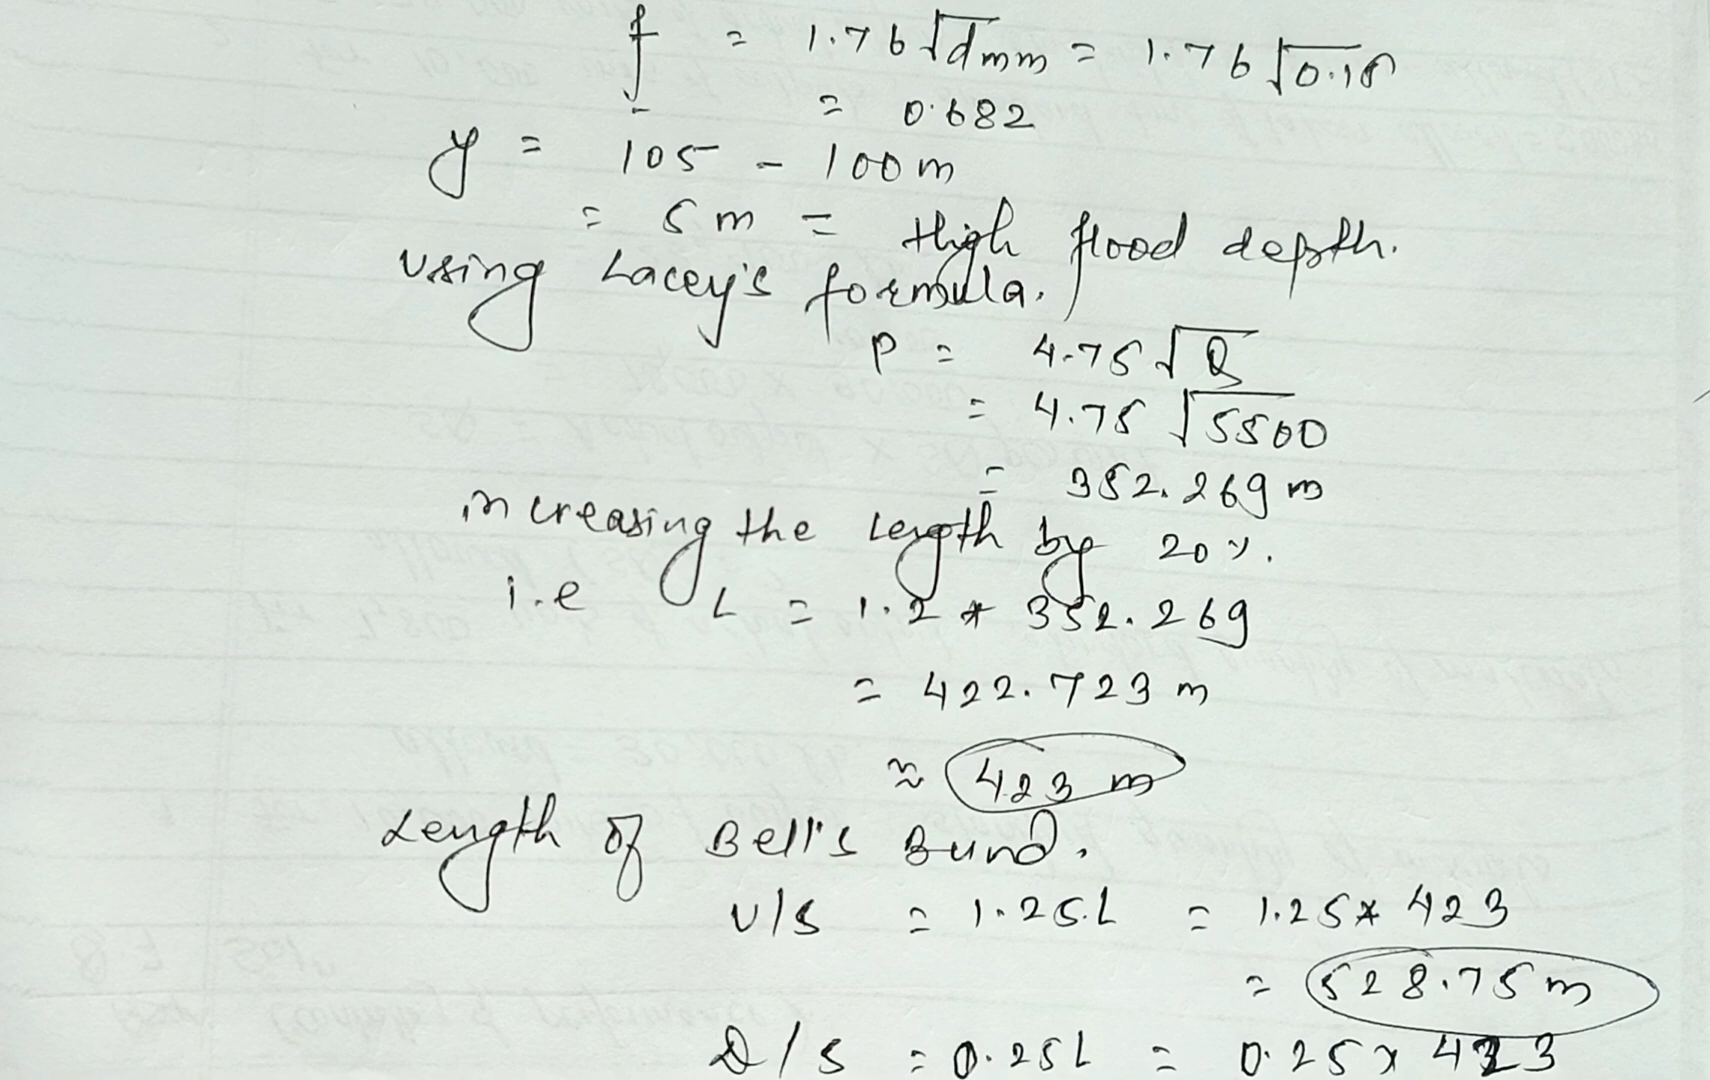 f = 1.76 √dmm = 1.76 √0.15
= 0.682
y = 105 - 100m
= 5m = High flood depth.
Using Lacey's formula.
P = 4.75 √Q
= 4.75 √5500
= 352.269 m
increasing the length by 20%.
i.e L = 1.2 * 352.269
= 422.723 m
≈ 423 m
Length of Bell's Bund.
U/S = 1.25L = 1.25 * 423
= 528.75 m
D/S = 0.25L = 0.25 x 423